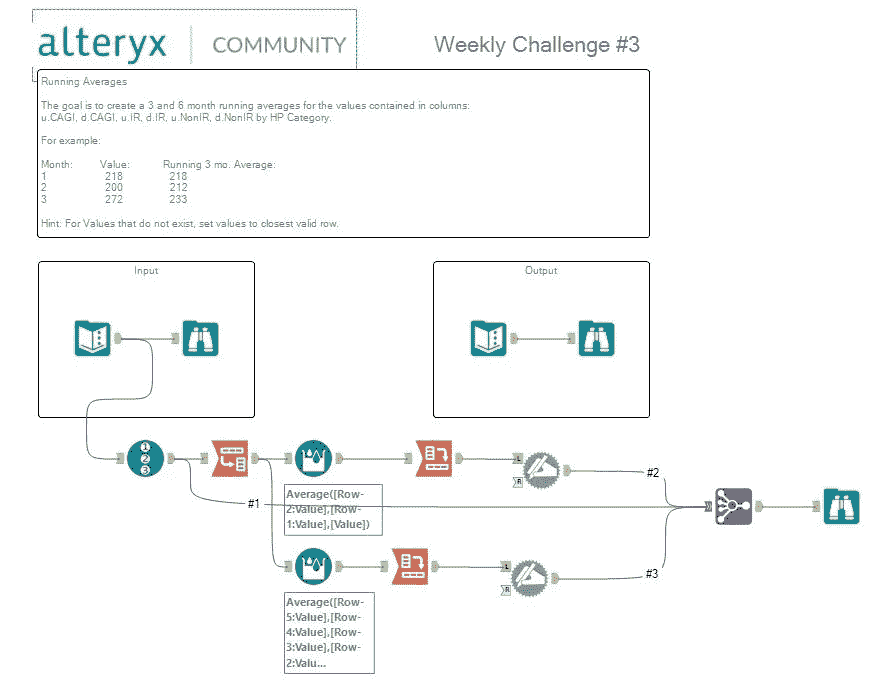 alteryx COMMUNITY
Weekly Challenge #3
Running Averages
The goal is to create a 3 and 6 month running averages for the values contained in columns:
u.CAGI, d.CAGI, u.IR, d.IR, u.NonIR, d.NonIR by HP Category.
For example:
Month: Value: Running 3 mo. Average:
1 218 218
2 200 212
3 272 233
Hint: For Values that do not exist, set values to closest valid row.
Input
Output
1
2
3
L
R
#2
#1
Average([Row-
2:Value],[Row-
1:Value],[Value])
L
R
#3
Average([Row-
5:Value],[Row-
4:Value],[Row-
3:Value],[Row-
2:Valu...